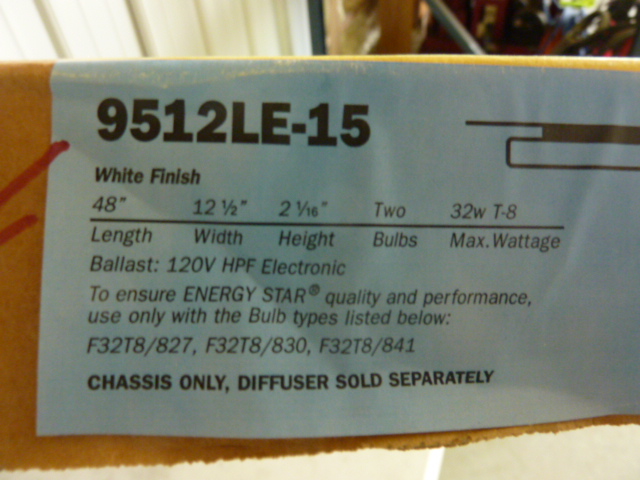 9512LE-15
White Finish
48" 12 ½" 2 1/16" Two 32w T-8
Length Width Height Bulbs Max.Wattage
Ballast: 120V HPF Electronic
To ensure ENERGY STAR® quality and performance,
use only with the Bulb types listed below:
F32T8/827, F32T8/830, F32T8/841
CHASSIS ONLY, DIFFUSER SOLD SEPARATELY